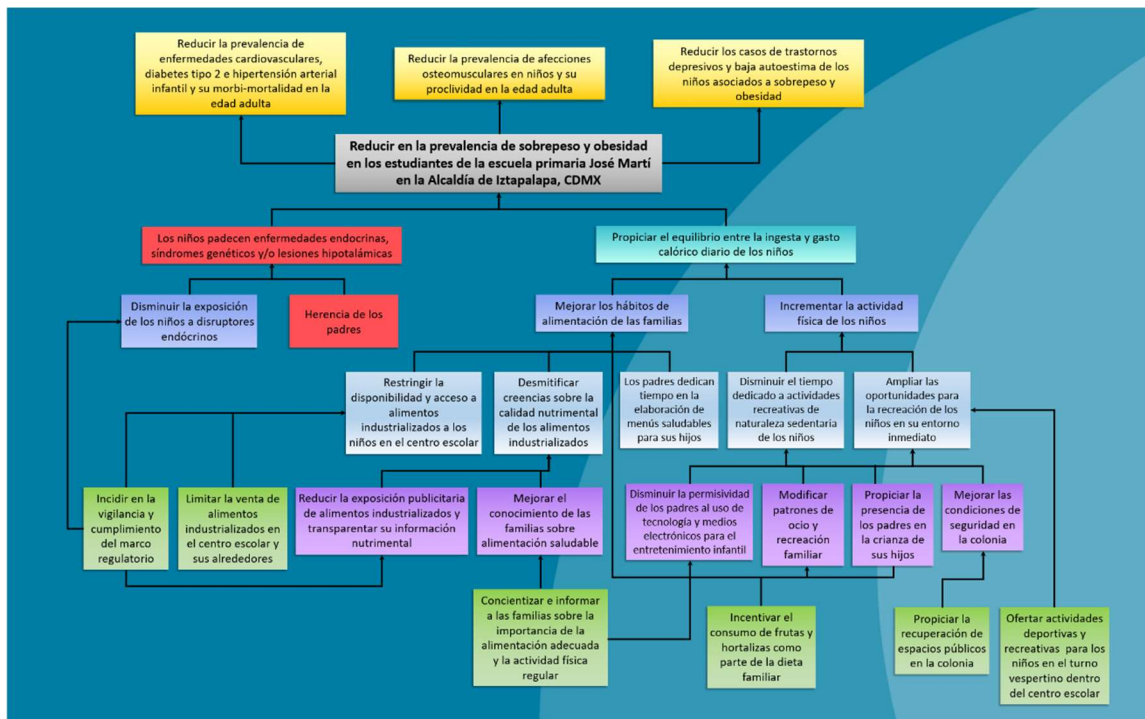 Reducir la prevalencia de
enfermedades cardiovasculares,
diabetes tipo 2 e hipertensión arterial
infantil y su morbi-mortalidad en la
edad adulta
Reducir la prevalencia de afecciones
osteomusculares en niños y su
proclividad en la edad adulta
Reducir los casos de trastornos
depresivos y baja autoestima de los
niños asociados a sobrepeso y
obesidad
Reducir en la prevalencia de sobrepeso y obesidad
en los estudiantes de la escuela primaria José Martí
en la Alcaldía de Iztapalapa, CDMX
Los niños padecen enfermedades endocrinas,
síndromes genéticos y/o lesiones hipotalámicas
Propiciar el equilibrio entre la ingesta y gasto
calórico diario de los niños
Disminuir la exposición
de los niños a disruptores
endócrinos
Herencia de los
padres
Mejorar los hábitos de
alimentación de las familias
Incrementar la actividad
física de los niños
Restringir la
disponibilidad y acceso a
alimentos
industrializados a los
niños en el centro escolar
Desmitificar
creencias sobre la
calidad nutrimental
de los alimentos
industrializados
Los padres dedican
tiempo en la
elaboración de
menús saludables
para sus hijos
Disminuir el tiempo
dedicado a actividades
recreativas de
naturaleza sedentaria
de los niños
Ampliar las
oportunidades para
la recreación de los
niños en su entorno
inmediato
Incidir en la
vigilancia y
cumplimiento
del marco
regulatorio
Limitar la venta de
alimentos
industrializados en
el centro escolar y
sus alrededores
Reducir la exposición publicitaria
de alimentos industrializados y
transparentar su información
nutrimental
Mejorar el
conocimiento de las
familias sobre
alimentación saludable
Disminuir la permisividad
de los padres al uso de
tecnología y medios
electrónicos para el
entretenimiento infantil
Modificar
patrones de
ocio y
recreación
familiar
Propiciar la
presencia de
los padres en
la crianza de
sus hijos
Mejorar las
condiciones de
seguridad en
la colonia
Concientizar e informar
a las familias sobre la
importancia de la
alimentación adecuada
y la actividad física
regular
Incentivar el
consumo de frutas y
hortalizas como
parte de la dieta
familiar
Propiciar la
recuperación de
espacios públicos
en la colonia
Ofertar actividades
deportivas y
recreativas para los
niños en el turno
vespertino dentro
del centro escolar